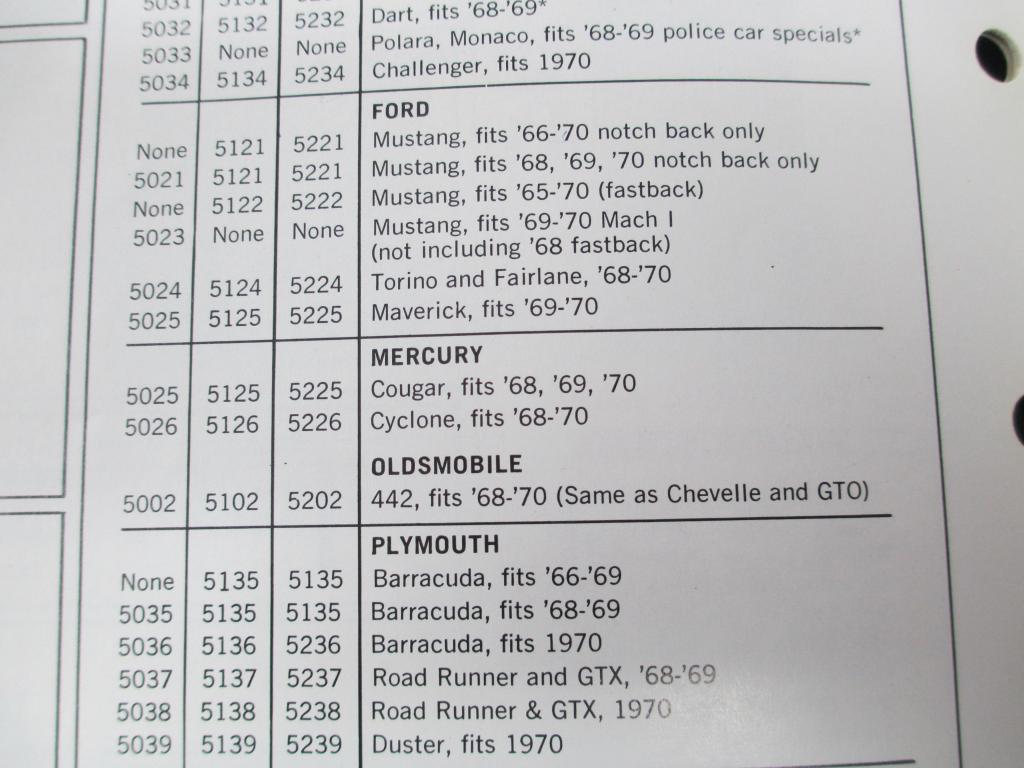 5032 5132 5232 Dart, fits '68-'69*
5033 None None Polara, Monaco, fits '68-'69 police car specials*
5034 5134 5234 Challenger, fits 1970
FORD
None 5121 5221 Mustang, fits '66-'70 notch back only
5021 5121 5221 Mustang, fits '68, '69, '70 notch back only
None 5122 5222 Mustang, fits '65-'70 (fastback)
5023 None None Mustang, fits '69-'70 Mach I
(not including '68 fastback)
5024 5124 5224 Torino and Fairlane, '68-'70
5025 5125 5225 Maverick, fits '69-'70
MERCURY
5025 5125 5225 Cougar, fits '68, '69, '70
5026 5126 5226 Cyclone, fits '68-'70
OLDSMOBILE
5002 5102 5202 442, fits '68-'70 (Same as Chevelle and GTO)
PLYMOUTH
None 5135 5135 Barracuda, fits '66-'69
5035 5135 5135 Barracuda, fits '68-'69
5036 5136 5236 Barracuda, fits 1970
5037 5137 5237 Road Runner and GTX, '68-'69
5038 5138 5238 Road Runner & GTX, 1970
5039 5139 5239 Duster, fits 1970